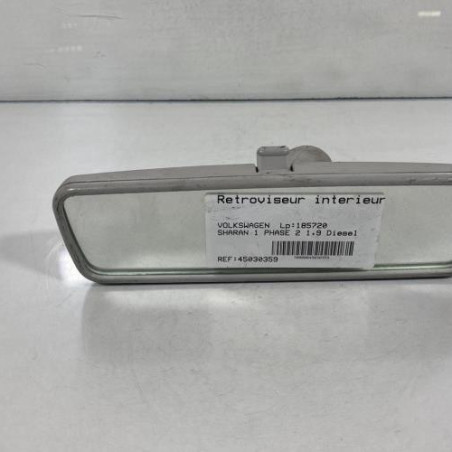 Retroviseur interieur
VOLKSWAGEN Lp:185720
SHARAN 1 PHASE 2 1.9 Diesel
REF:45030359